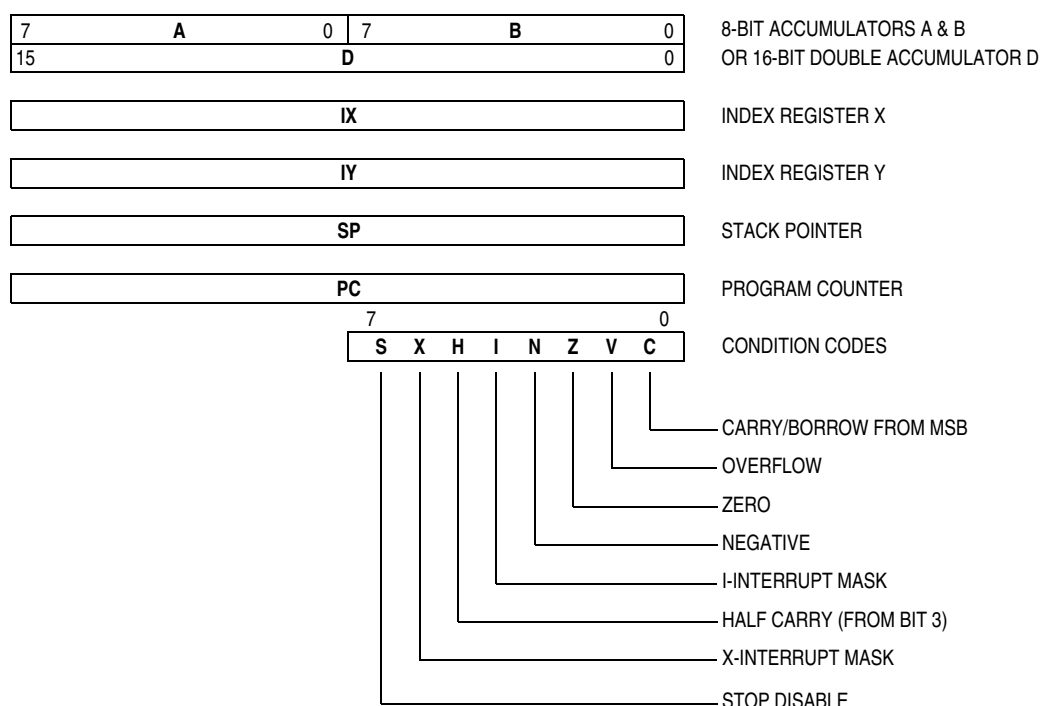 7 A 0 7 B 0 8-BIT ACCUMULATORS A & B
15 D 0 OR 16-BIT DOUBLE ACCUMULATOR D
IX INDEX REGISTER X
IY INDEX REGISTER Y
SP STACK POINTER
PC PROGRAM COUNTER
7 0
S X H I N Z V C CONDITION CODES
CARRY/BORROW FROM MSB
OVERFLOW
ZERO
NEGATIVE
I-INTERRUPT MASK
HALF CARRY (FROM BIT 3)
X-INTERRUPT MASK
STOP DISABLE